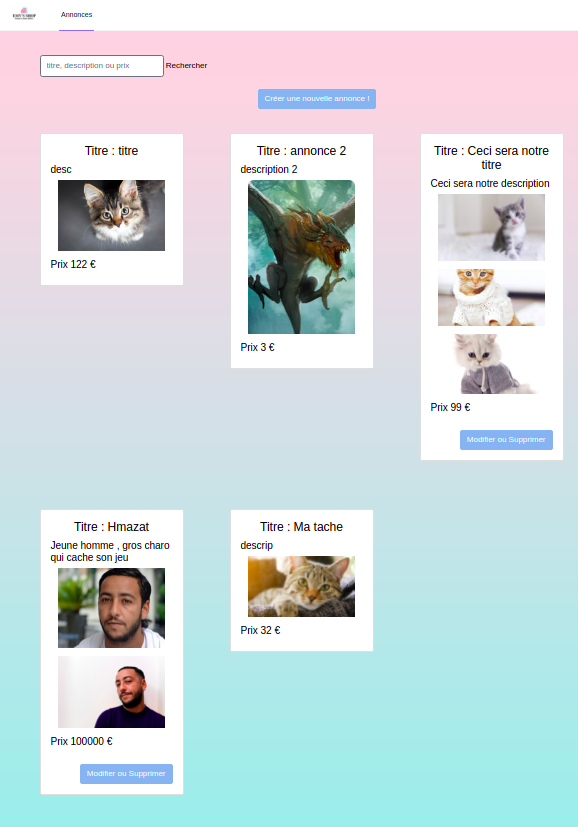 Annonces
titre, description ou prix
Rechercher
Créer une nouvelle annonce !
Titre : titre
desc
Prix 122 €
Titre : annonce 2
description 2
Prix 3 €
Titre : Ceci sera notre
titre
Ceci sera notre description
Prix 99 €
Modifier ou Supprimer
Titre : Hmazat
Jeune homme , gros charo
qui cache son jeu
Prix 100000 €
Modifier ou Supprimer
Titre : Ma tache
descrip
Prix 32 €